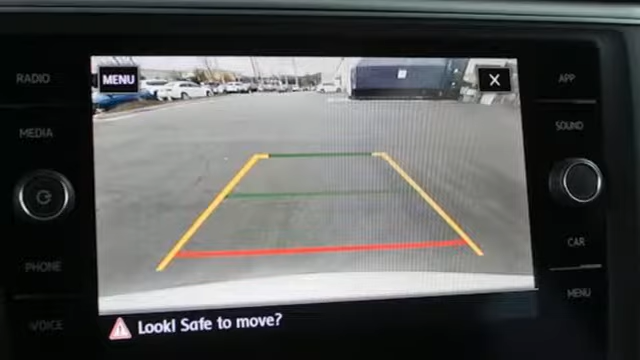 RADIO
MENU
X
APP
MEDIA
SOUND
PHONE
CAR
VOICE
MENU
Look! Safe to move?